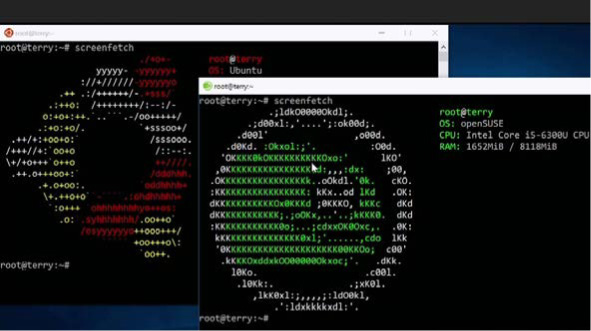 root@terry: ~
root@terry:~# screenfetch
root@terry
OS: Ubuntu
root@terry:~#
root@terry:~
root@terry:~# screenfetch
root@terry
OS: openSUSE
CPU: Intel Core i5-6300U CPU
RAM: 1652MiB / 8118MiB
root@terry:~#